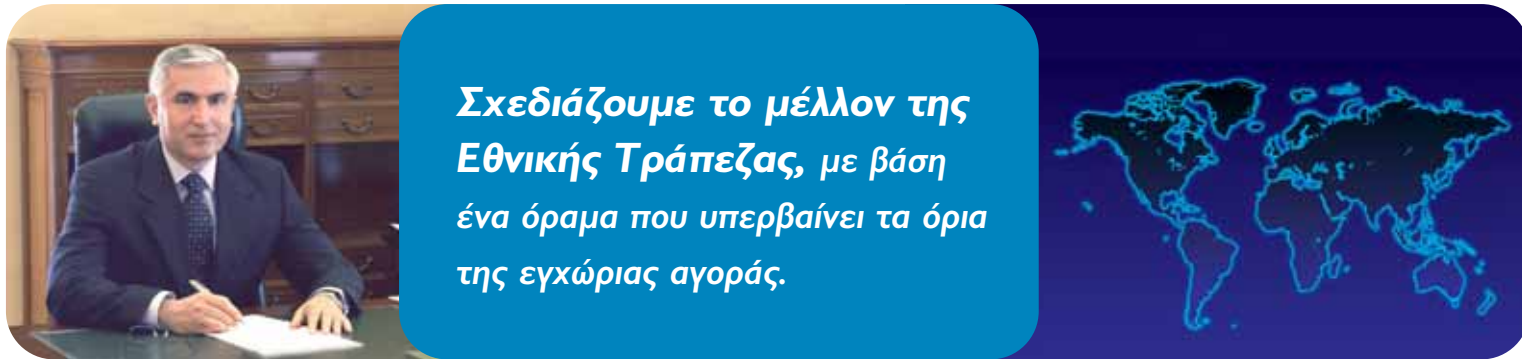 Σχεδιάζουμε το μέλλον της
Εθνικής Τράπεζας, με βάση
ένα όραμα που υπερβαίνει τα όρια
της εγχώριας αγοράς.